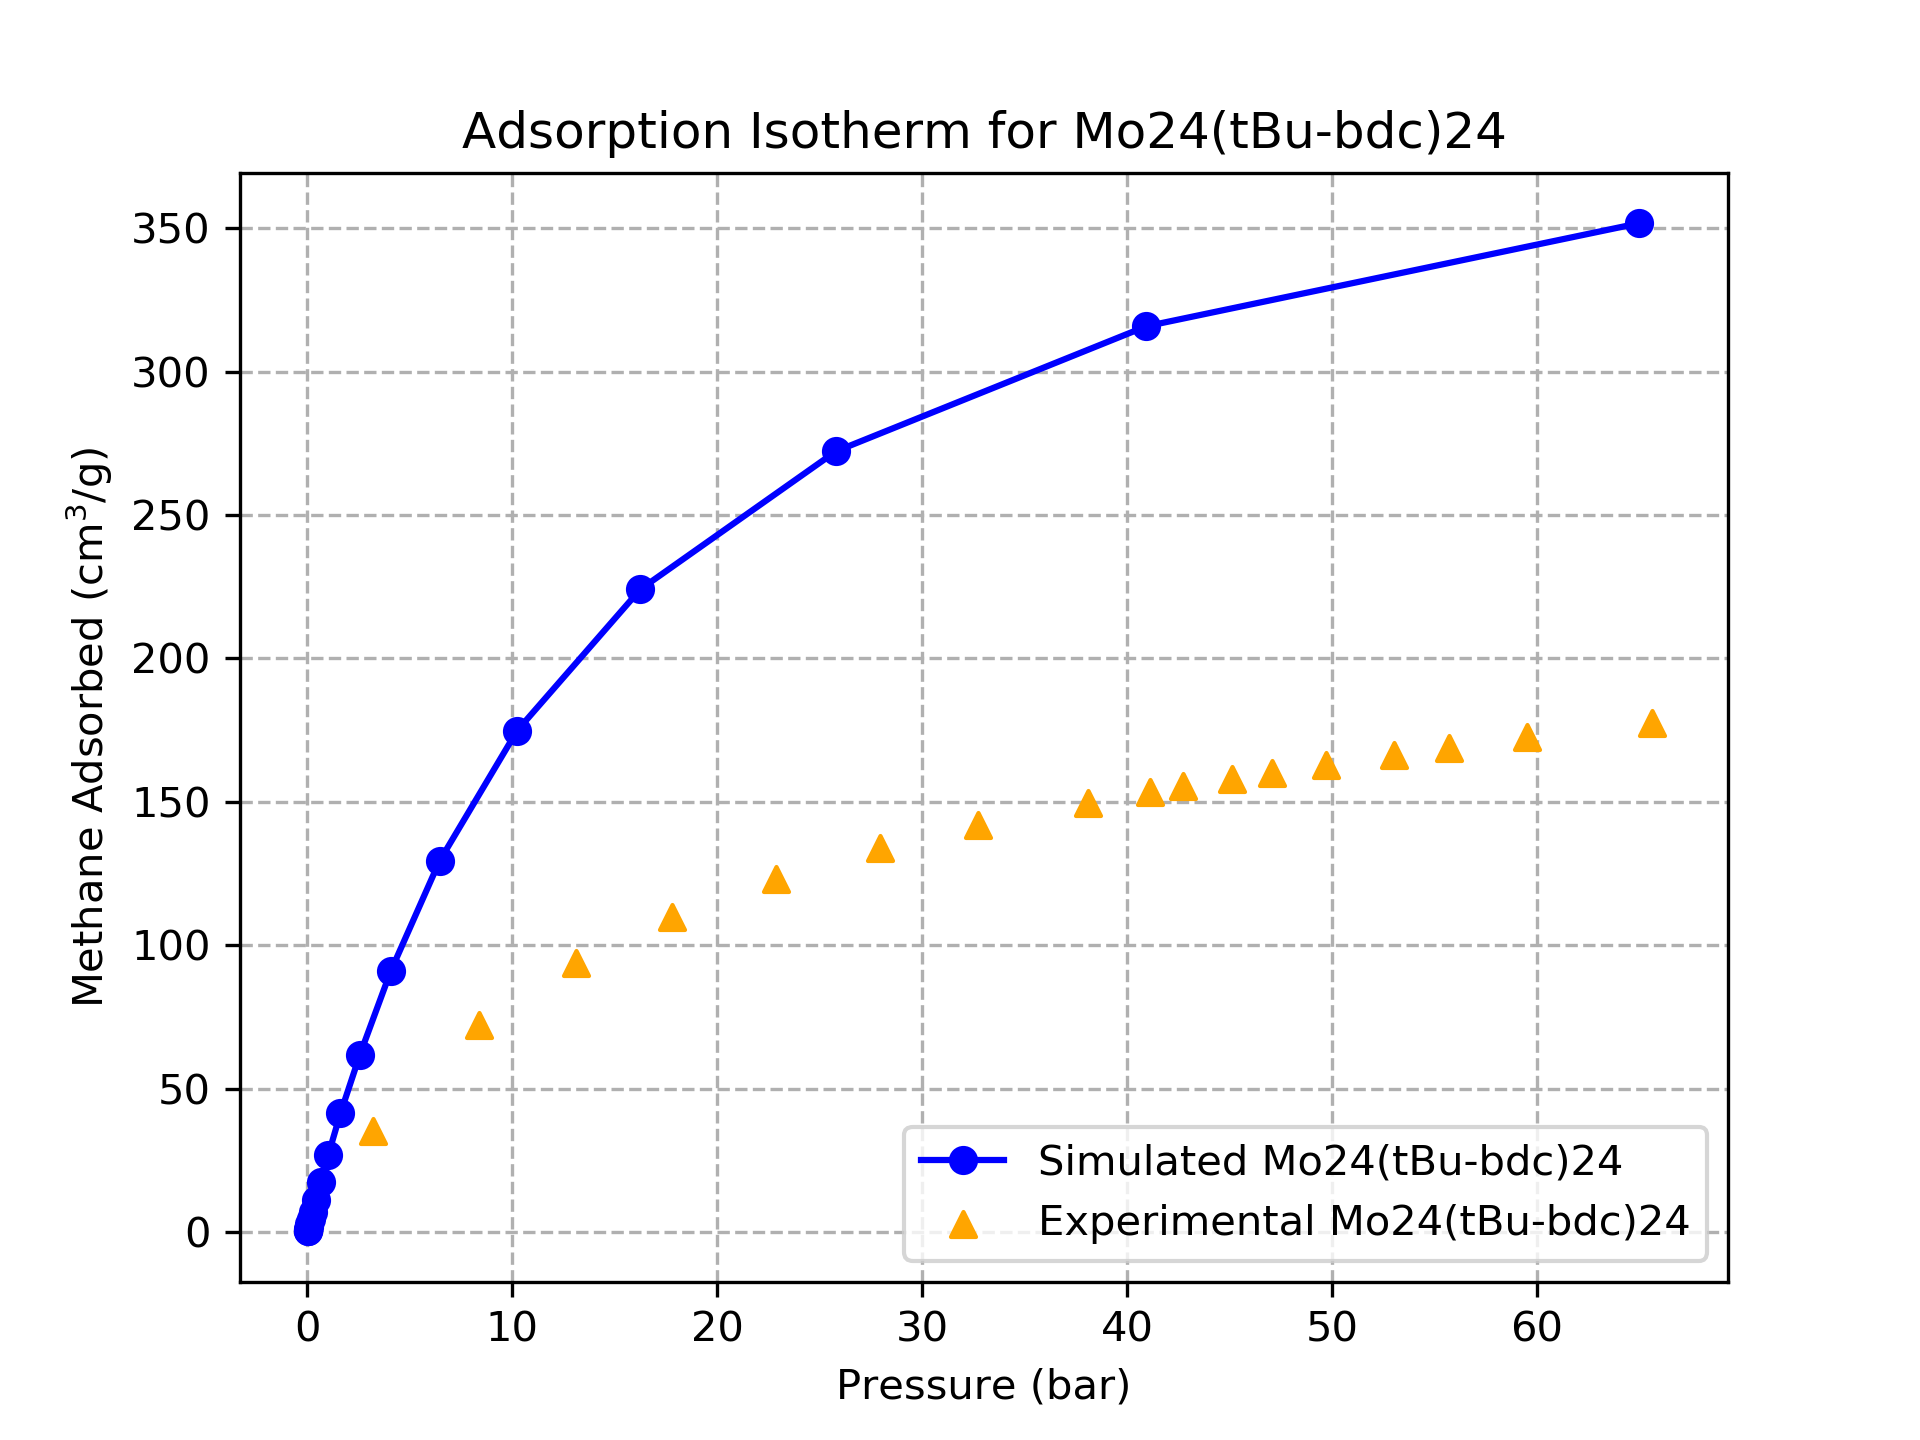 Adsorption Isotherm for Mo24(tBu-bdc)24
Methane Adsorbed (cm³/g)
350
300
250
200
150
100
50
0
Simulated Mo24(tBu-bdc)24
Experimental Mo24(tBu-bdc)24
0 10 20 30 40 50 60
Pressure (bar)